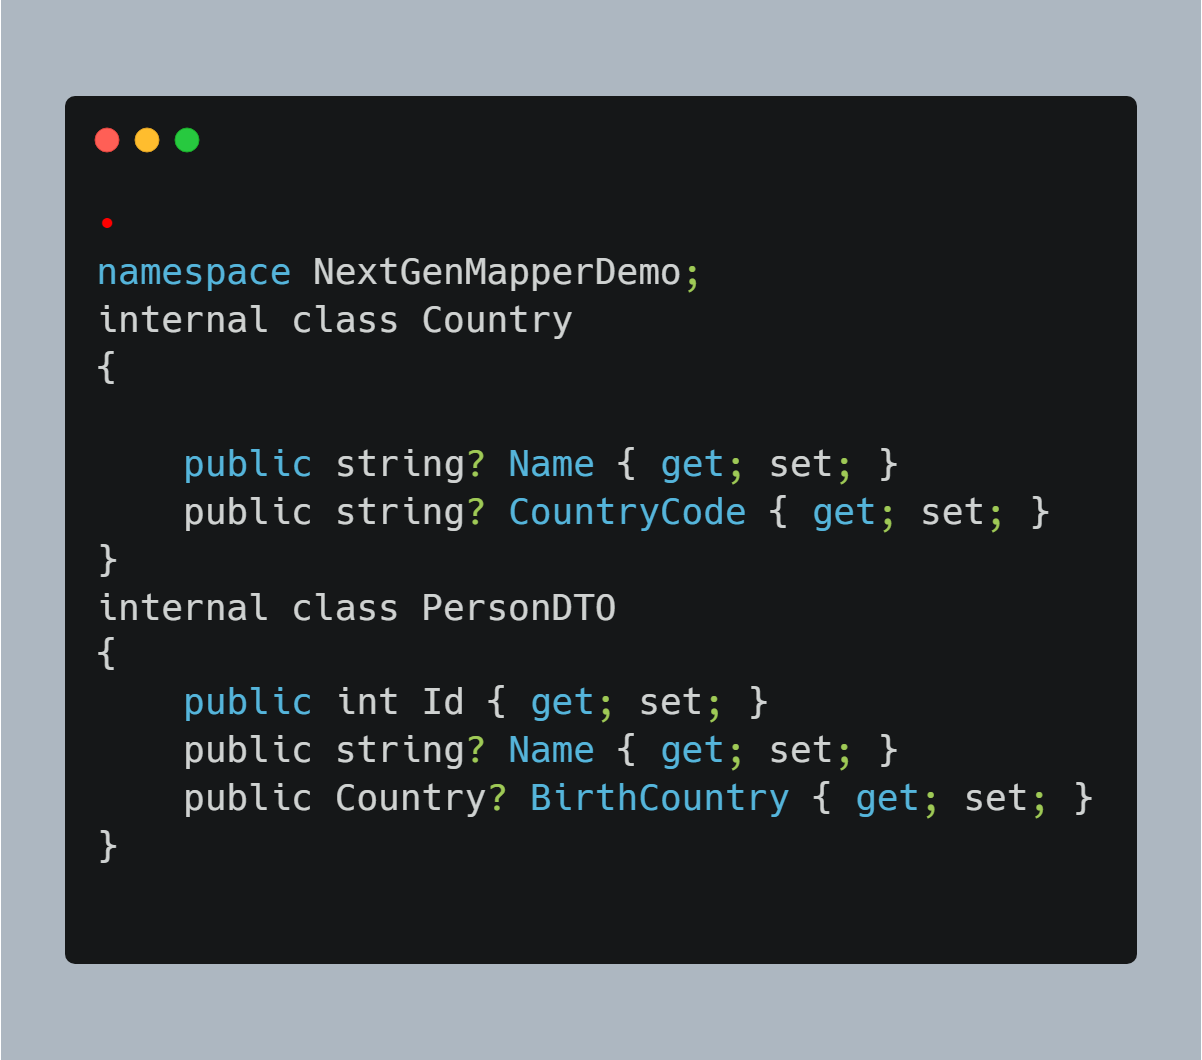 namespace NextGenMapperDemo;
internal class Country
{
    public string? Name { get; set; }
    public string? CountryCode { get; set; }
}
internal class PersonDTO
{
    public int Id { get; set; }
    public string? Name { get; set; }
    public Country? BirthCountry { get; set; }
}